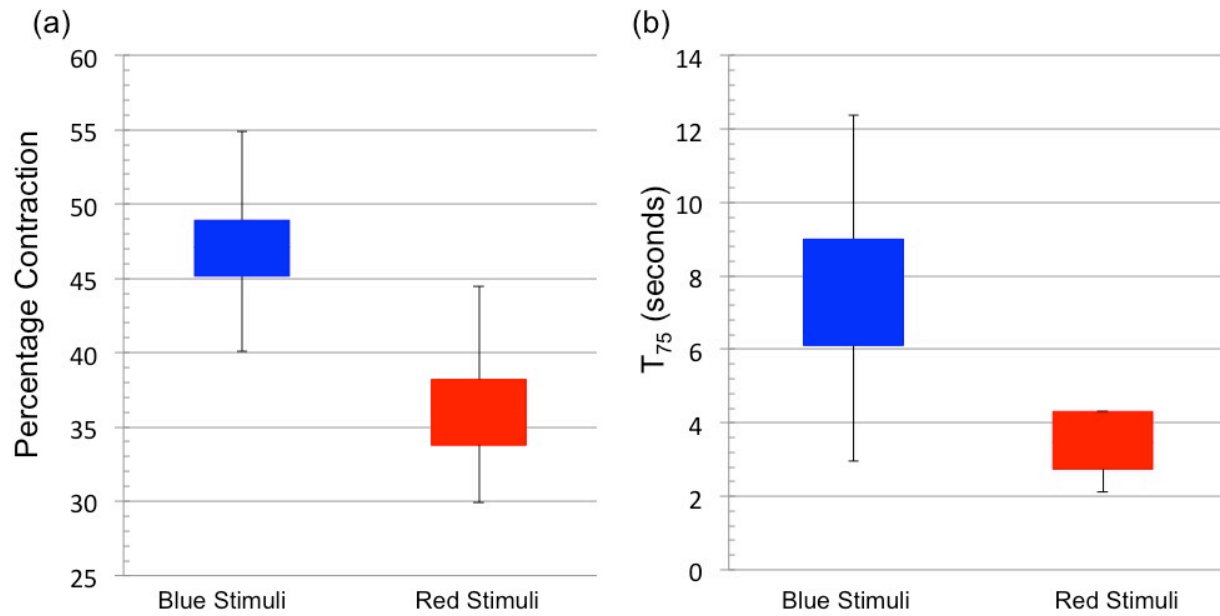 (a)
Percentage Contraction
60
55
50
45
40
35
30
25
Blue Stimuli
Red Stimuli
(b)
T₇₅ (seconds)
14
12
10
8
6
4
2
0
Blue Stimuli
Red Stimuli